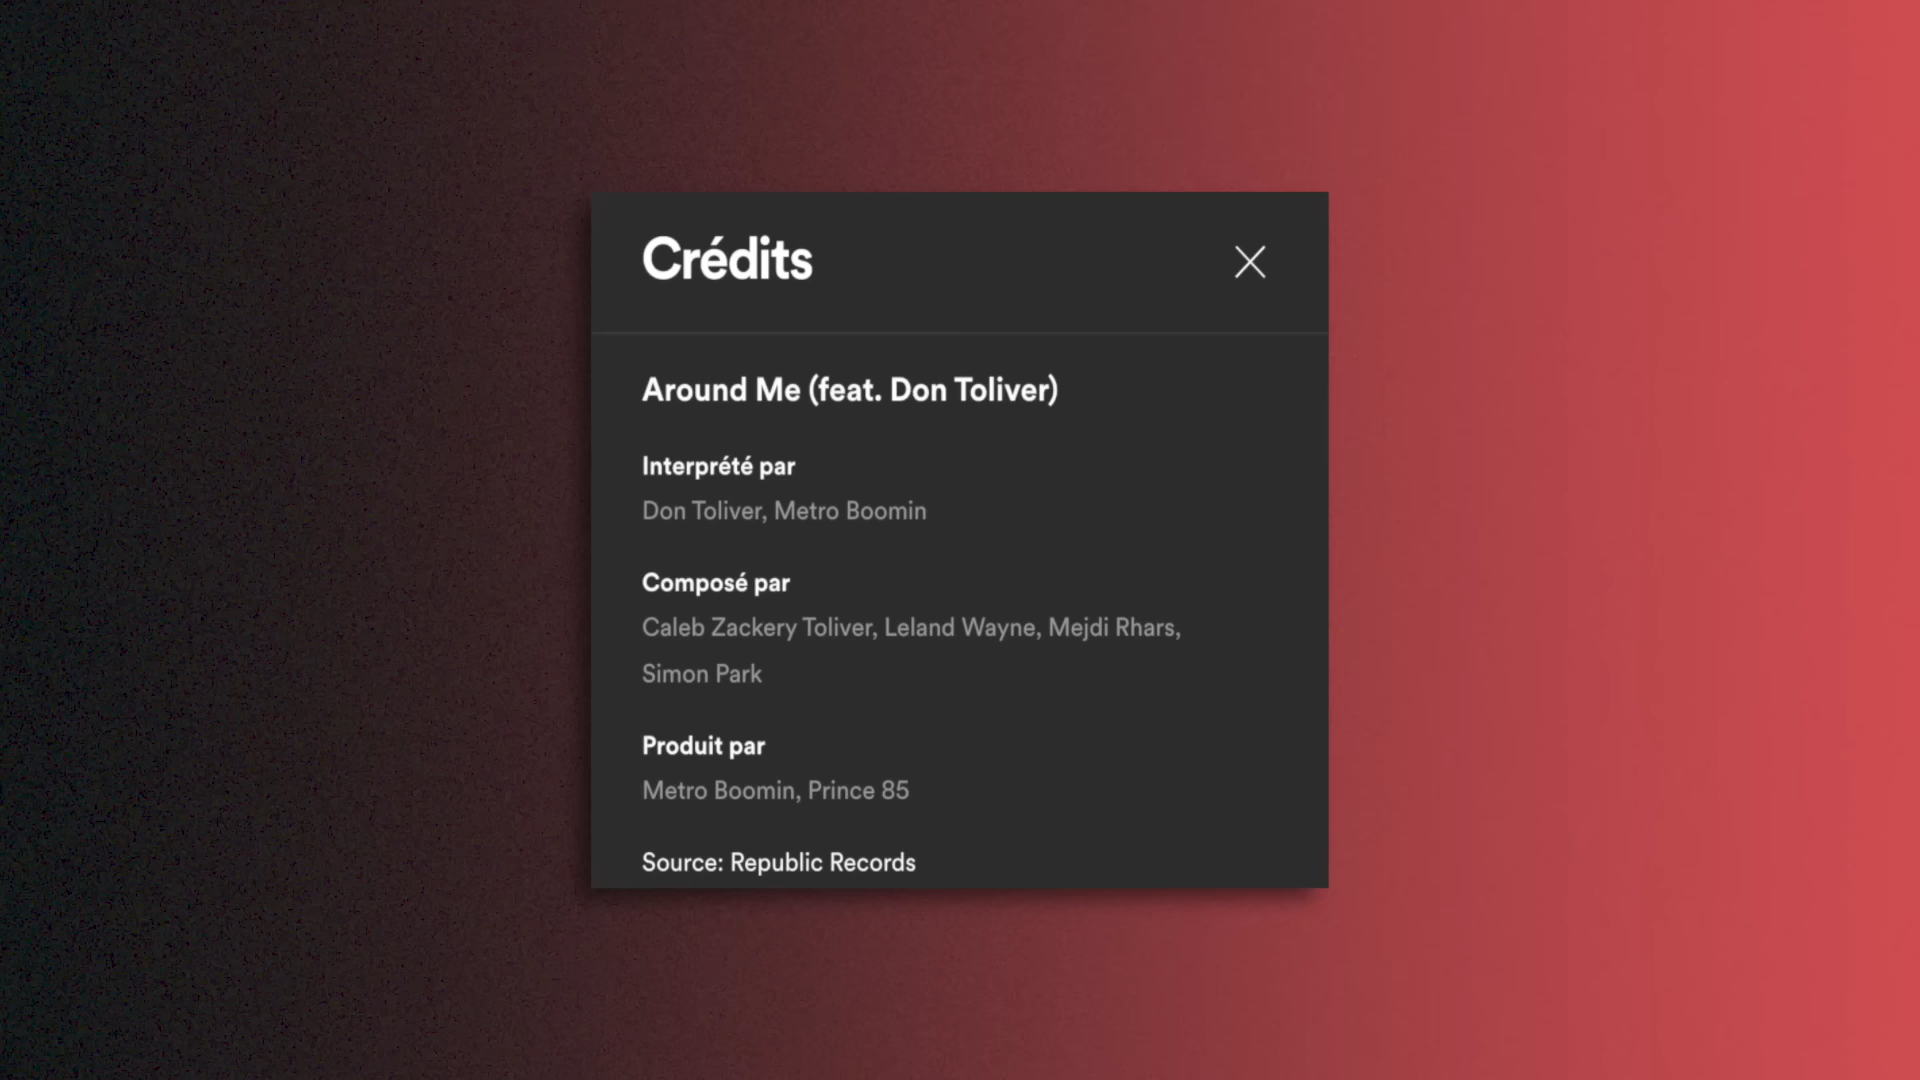 Crédits
Around Me (feat. Don Toliver)
Interprété par
Don Toliver, Metro Boomin
Composé par
Caleb Zackery Toliver, Leland Wayne, Mejdi Rhars,
Simon Park
Produit par
Metro Boomin, Prince 85
Source: Republic Records